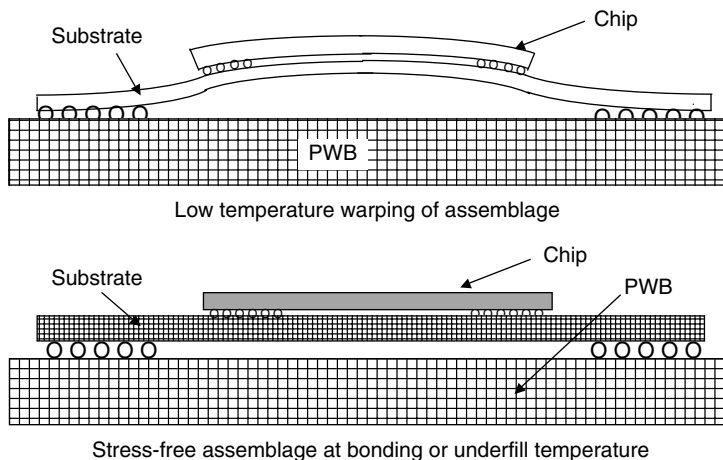 Chip
Substrate
PWB
Low temperature warping of assemblage
Chip
Substrate
PWB
Stress-free assemblage at bonding or underfill temperature